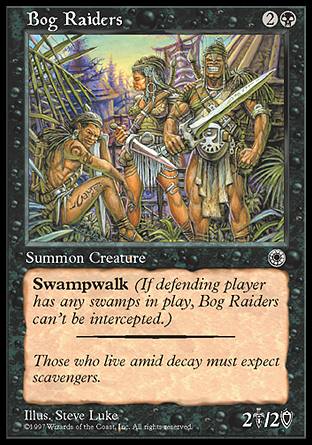 Bog Raiders 2
Summon Creature
Swampwalk (If defending player
has any swamps in play, Bog Raiders
can't be intercepted.)
Those who live amid decay must expect
scavengers.
Illus. Steve Luke
©1997 Wizards of the Coast, Inc. All rights reserved.
2/2